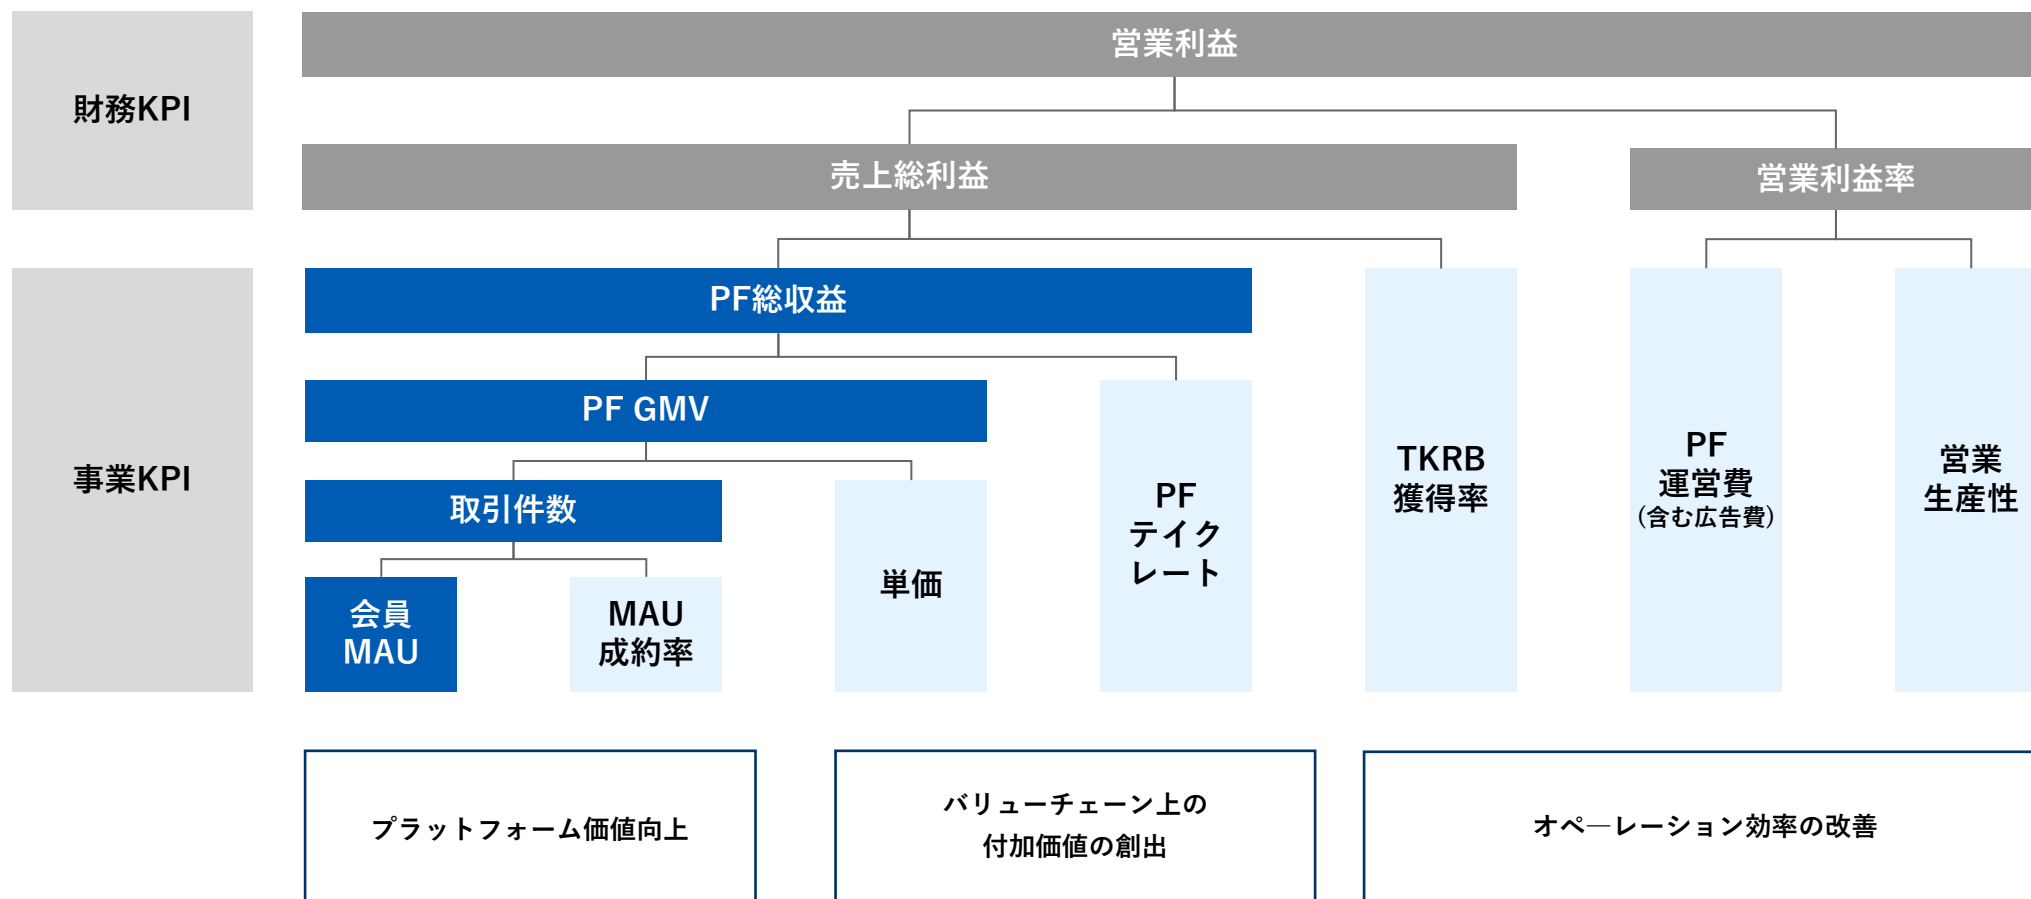 財務KPI
営業利益
売上総利益
営業利益率
事業KPI
PF総収益
PF GMV
取引件数
会員
MAU
MAU
成約率
単価
PF
テイク
レート
TKRB
獲得率
PF
運営費
(含む広告費)
営業
生産性
プラットフォーム価値向上
バリューチェーン上の
付加価値の創出
オペ―レーション効率の改善